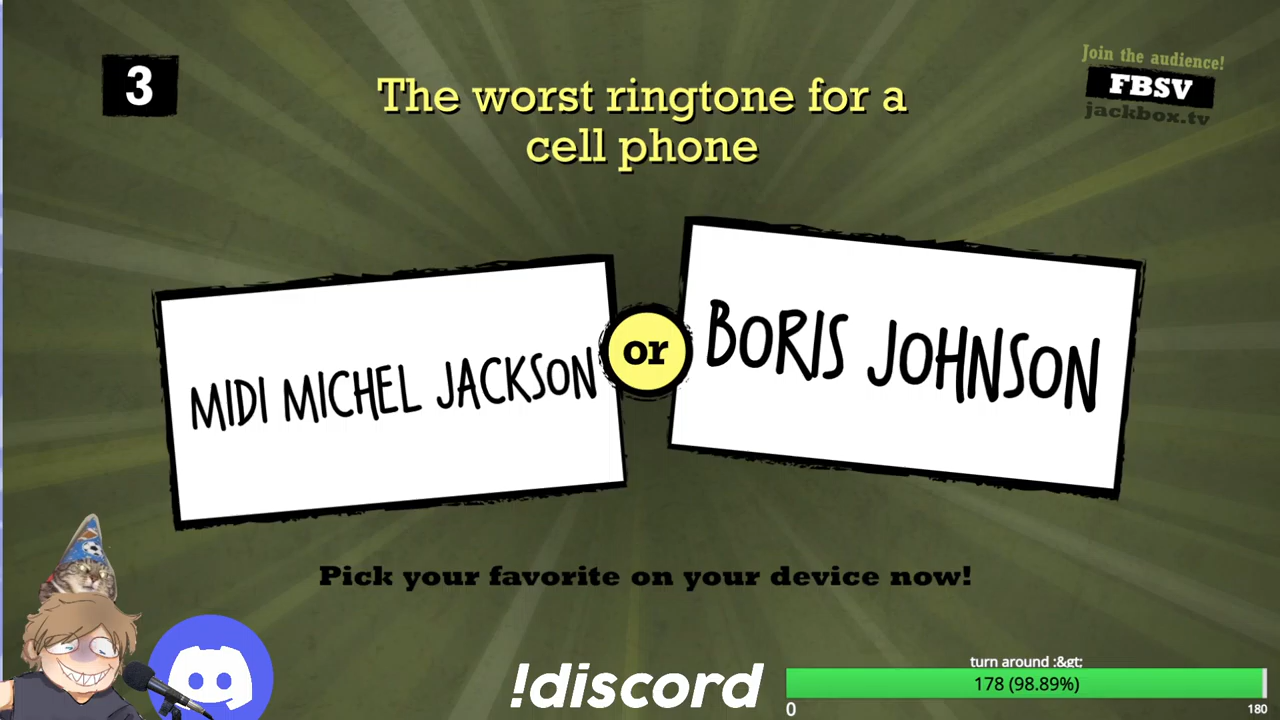 3
The worst ringtone for a
cell phone
Join the audience!
FBSV
jackbox.tv
MIDI MICHEL JACKSON
or
BORIS JOHNSON
Pick your favorite on your device now!
!discord
turn around :&gt;
178 (98.89%)
0
180